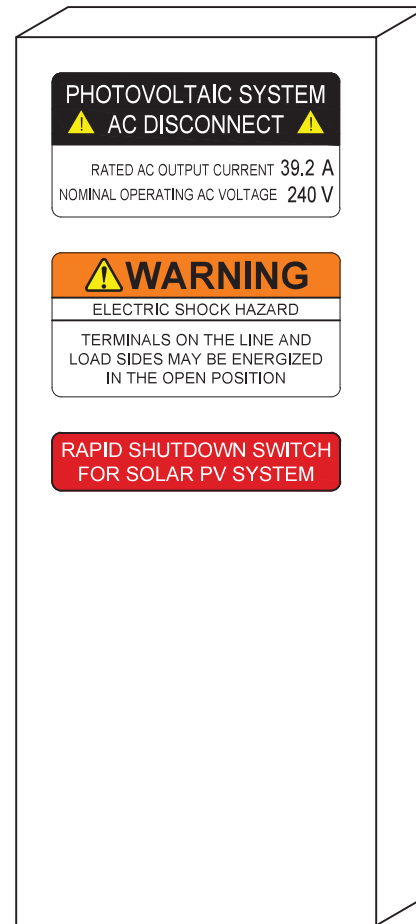 PHOTOVOLTAIC SYSTEM
AC DISCONNECT
RATED AC OUTPUT CURRENT 39.2 A
NOMINAL OPERATING AC VOLTAGE 240 V
WARNING
ELECTRIC SHOCK HAZARD
TERMINALS ON THE LINE AND
LOAD SIDES MAY BE ENERGIZED
IN THE OPEN POSITION
RAPID SHUTDOWN SWITCH
FOR SOLAR PV SYSTEM